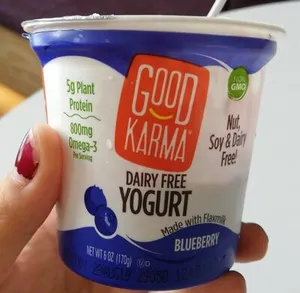 GOOD
KARMA
5g Plant
Protein
800mg
Omega-3
Per Serving
NON
GMO
Nut,
Soy & Dairy
Free!
DAIRY FREE
YOGURT
Made with Flaxmilk
BLUEBERRY
NET WT 6 OZ (170g)